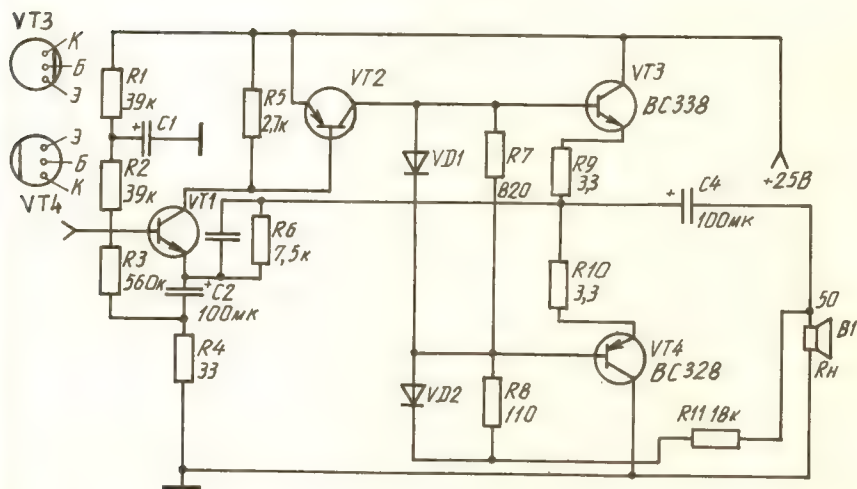 VT3
К
Б
Э
Э
Б
К
VT4
R1
39к
C1
+
R2
39к
VT1
R3
560к
R4
33
+
C2
100мк
R5
2,7к
R6
7,5к
VT2
VD1
R7
820
VD2
R8
110
VT3
BC338
R9
3,3
R10
3,3
+
C4
100мк
+25В
VT4
BC328
50
B1
Rн
R11 18к